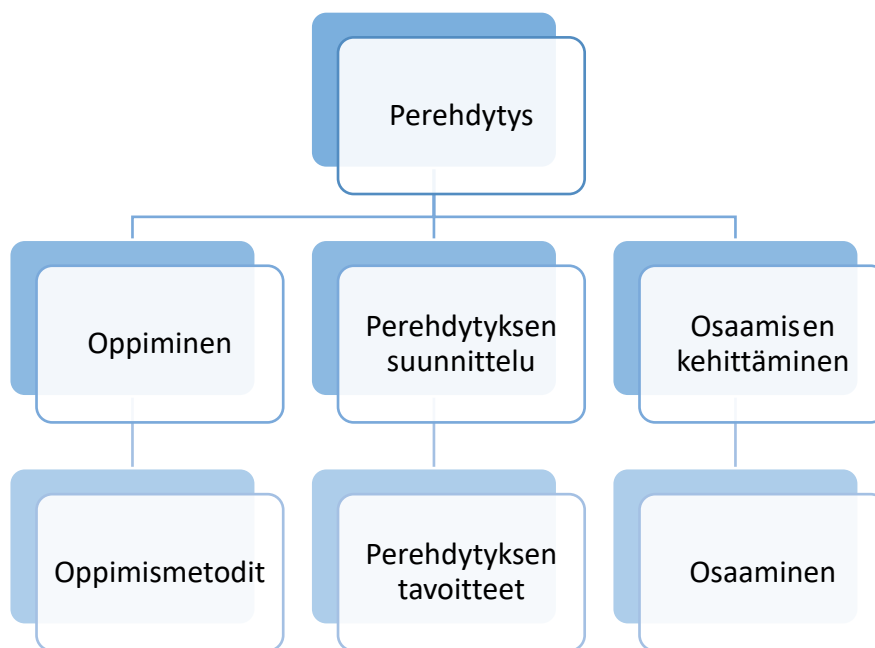 Perehdytys
Oppiminen
Perehdytyksen
suunnittelu
Osaamisen
kehittäminen
Oppimismetodit
Perehdytyksen
tavoitteet
Osaaminen